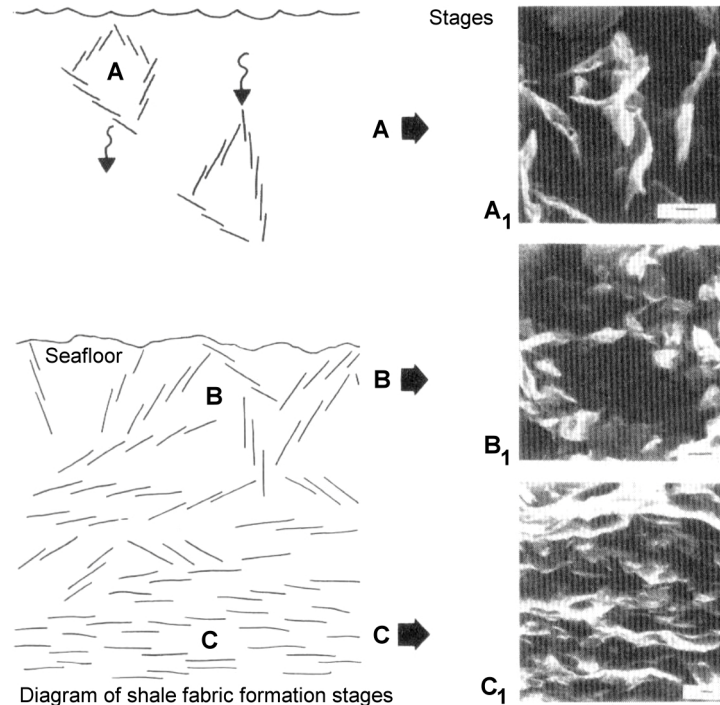 Stages
A
A
A1
Seafloor
B
B
B1
C
C
C1
Diagram of shale fabric formation stages